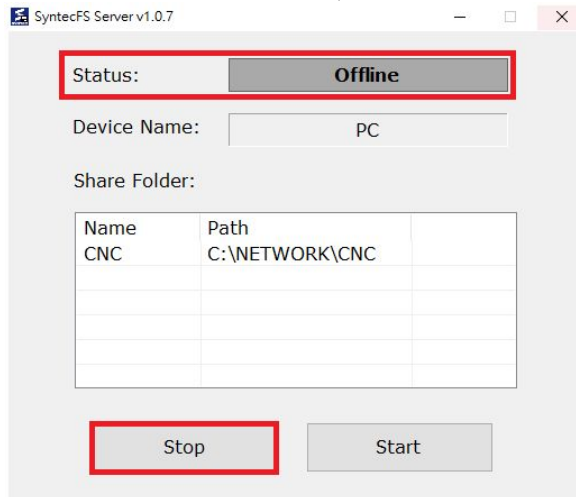 SyntecFS Server v1.0.7
Status: Offline
Device Name: PC
Share Folder:
Name Path
CNC C:\NETWORK\CNC
Stop Start